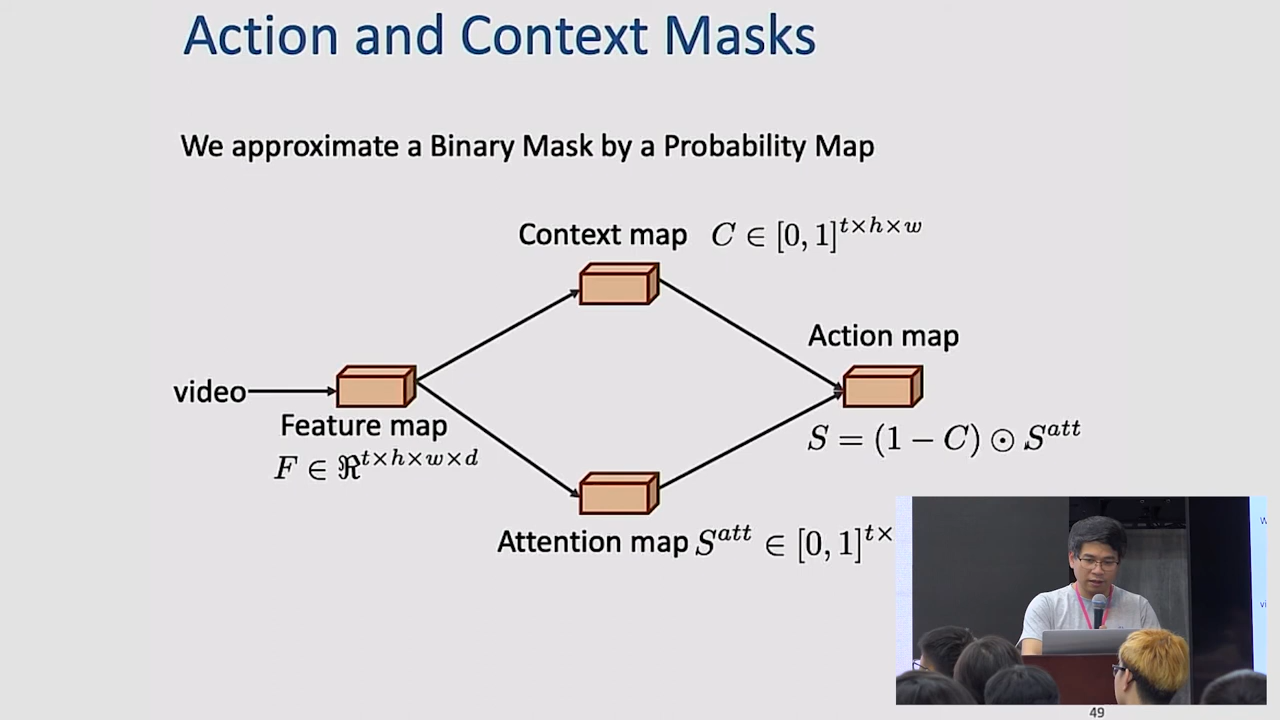 Action and Context Masks
We approximate a Binary Mask by a Probability Map
Context map C ∈ [0, 1]^{t×h×w}
Action map
video
Feature map
F ∈ ℜ^{t×h×w×d}
S = (1 − C) ⊙ S^{att}
Attention map S^{att} ∈ [0, 1]^{t×
49